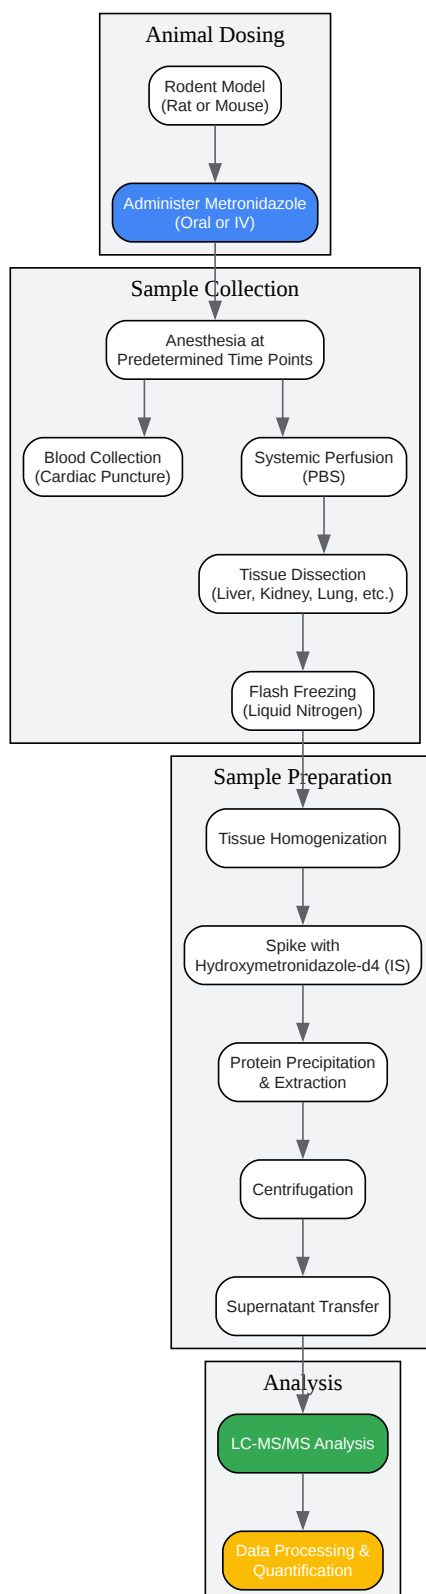 Animal Dosing
Rodent Model
(Rat or Mouse)
Administer Metronidazole
(Oral or IV)
Sample Collection
Anesthesia at
Predetermined Time Points
Blood Collection
(Cardiac Puncture)
Systemic Perfusion
(PBS)
Tissue Dissection
(Liver, Kidney, Lung, etc.)
Flash Freezing
(Liquid Nitrogen)
Sample Preparation
Tissue Homogenization
Spike with
Hydroxymetronidazole-d4 (IS)
Protein Precipitation
& Extraction
Centrifugation
Supernatant Transfer
Analysis
LC-MS/MS Analysis
Data Processing &
Quantification